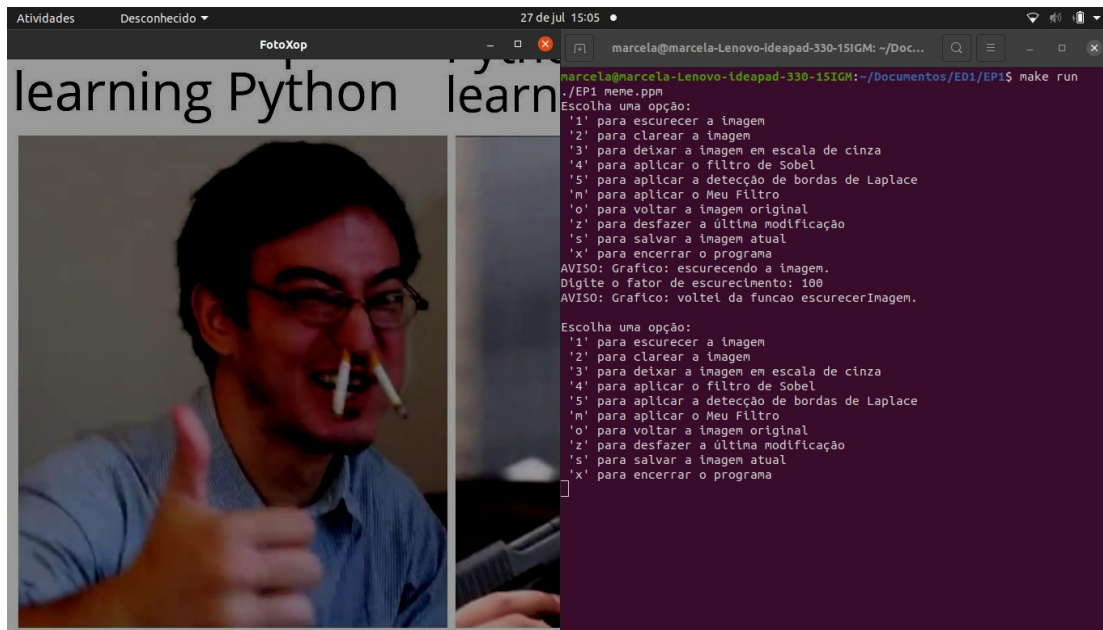 Atividades
Desconhecido
27 de jul 15:05
FotoXop
learning Python
learn
marcela@marcela-Lenovo-ideapad-330-15IGM: ~/Doc...
marcela@marcela-Lenovo-ideapad-330-15IGM:~/Documentos/ED1/EP1$ make run
./EP1 meme.ppm
Escolha uma opção:
'1' para escurecer a imagem
'2' para clarear a imagem
'3' para deixar a imagem em escala de cinza
'4' para aplicar o filtro de Sobel
'5' para aplicar a detecção de bordas de Laplace
'm' para aplicar o Meu Filtro
'o' para voltar a imagem original
'z' para desfazer a última modificação
's' para salvar a imagem atual
'x' para encerrar o programa
AVISO: Grafico: escurecendo a imagem.
Digite o fator de escurecimento: 100
AVISO: Grafico: voltei da funcao escurecerImagem.
Escolha uma opção:
'1' para escurecer a imagem
'2' para clarear a imagem
'3' para deixar a imagem em escala de cinza
'4' para aplicar o filtro de Sobel
'5' para aplicar a detecção de bordas de Laplace
'm' para aplicar o Meu Filtro
'o' para voltar a imagem original
'z' para desfazer a última modificação
's' para salvar a imagem atual
'x' para encerrar o programa